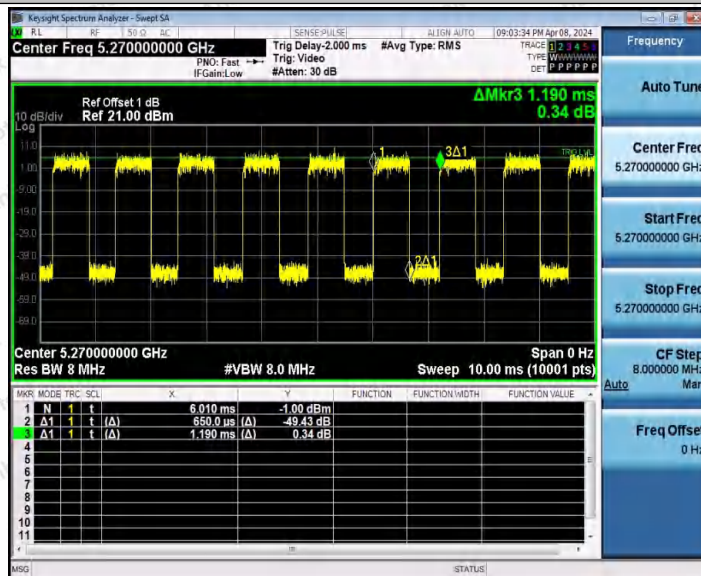 Keysight Spectrum Analyzer - Swept SA
RL RF 50 Ω AC SENSE:PULSE ALIGN AUTO 09:03:34 PM Apr 08, 2024
Center Freq 5.270000000 GHz
PNO: Fast
IFGain:Low
Trig Delay-2.000 ms
Trig: Video
#Atten: 30 dB
#Avg Type: RMS
TRACE 1 2 3 4 5 6
TYPE WWWWWW
DET P P P P P P
Frequency
Auto Tune
Center Freq
5.270000000 GHz
Start Freq
5.270000000 GHz
Stop Freq
5.270000000 GHz
CF Step
8.000000 MHz
Auto Man
Freq Offset
0 Hz
ΔMkr3 1.190 ms
0.34 dB
Ref Offset 1 dB
10 dB/div Ref 21.00 dBm
Log
11.0
1.00
-9.00
-19.0
-29.0
-39.0
-49.0
-59.0
-69.0
1
3Δ1
TRIG LVL
2Δ1
Center 5.270000000 GHz Span 0 Hz
Res BW 8 MHz #VBW 8.0 MHz Sweep 10.00 ms (10001 pts)
MKR MODE TRC SCL X Y FUNCTION FUNCTION WIDTH FUNCTION VALUE
1 N 1 t 6.010 ms -1.00 dBm
2 Δ1 1 t (Δ) 650.0 µs (Δ) -49.43 dB
3 Δ1 1 t (Δ) 1.190 ms (Δ) 0.34 dB
4
5
6
7
8
9
10
11
MSG STATUS